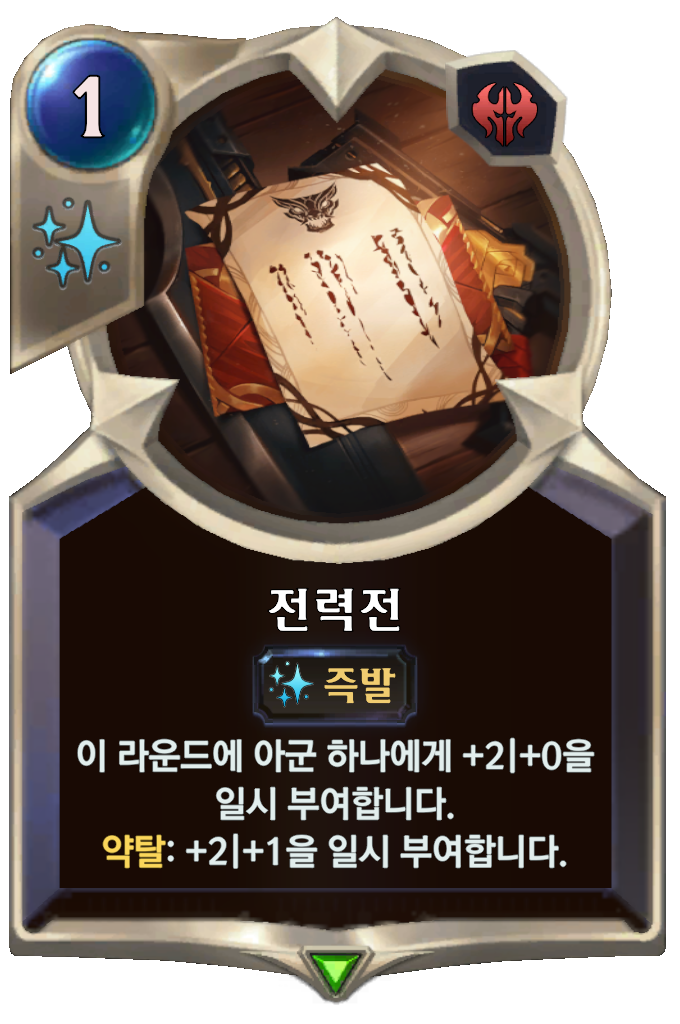 1
전력전
즉발
이 라운드에 아군 하나에게 +2|+0을
일시 부여합니다.
약탈: +2|+1을 일시 부여합니다.